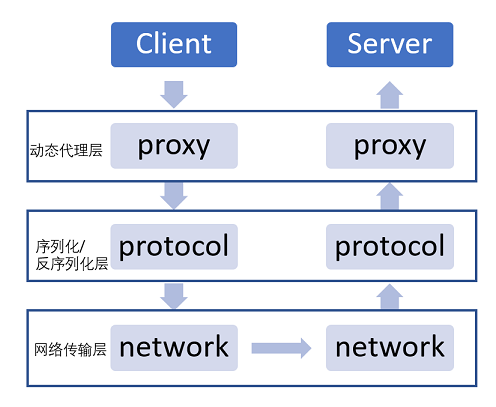 Client
Server
动态代理层
proxy
proxy
序列化/
反序列化层
protocol
protocol
网络传输层
network
network